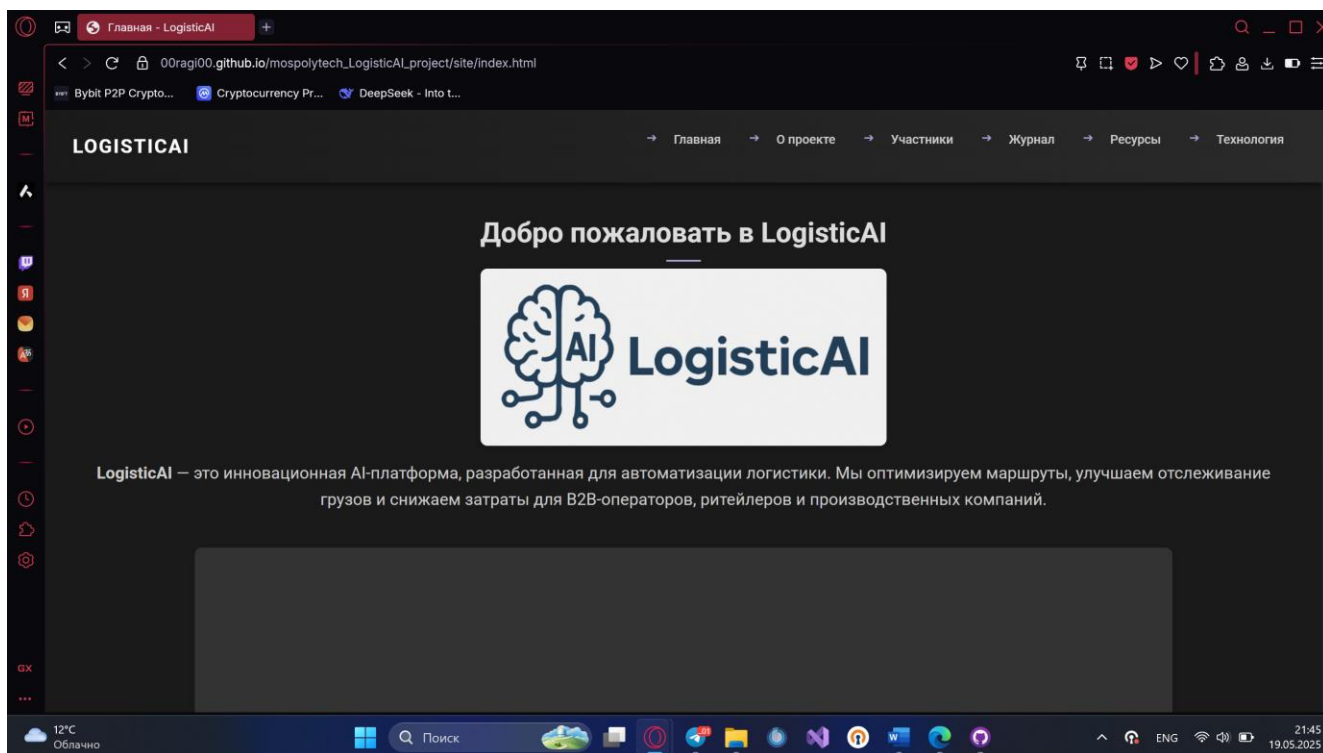 Главная - LogisticAI
00ragi00.github.io/mospolytech_LogisticAI_project/site/index.html
Bybit P2P Crypto... Cryptocurrency Pr... DeepSeek - Into t...
LOGISTICAI
→ Главная → О проекте → Участники → Журнал → Ресурсы → Технология
Добро пожаловать в LogisticAI
AI LogisticAI
LogisticAI — это инновационная AI-платформа, разработанная для автоматизации логистики. Мы оптимизируем маршруты, улучшаем отслеживание
грузов и снижаем затраты для B2B-операторов, ритейлеров и производственных компаний.
GX
12°C
Облачно
Поиск
ENG
21:45
19.05.2025